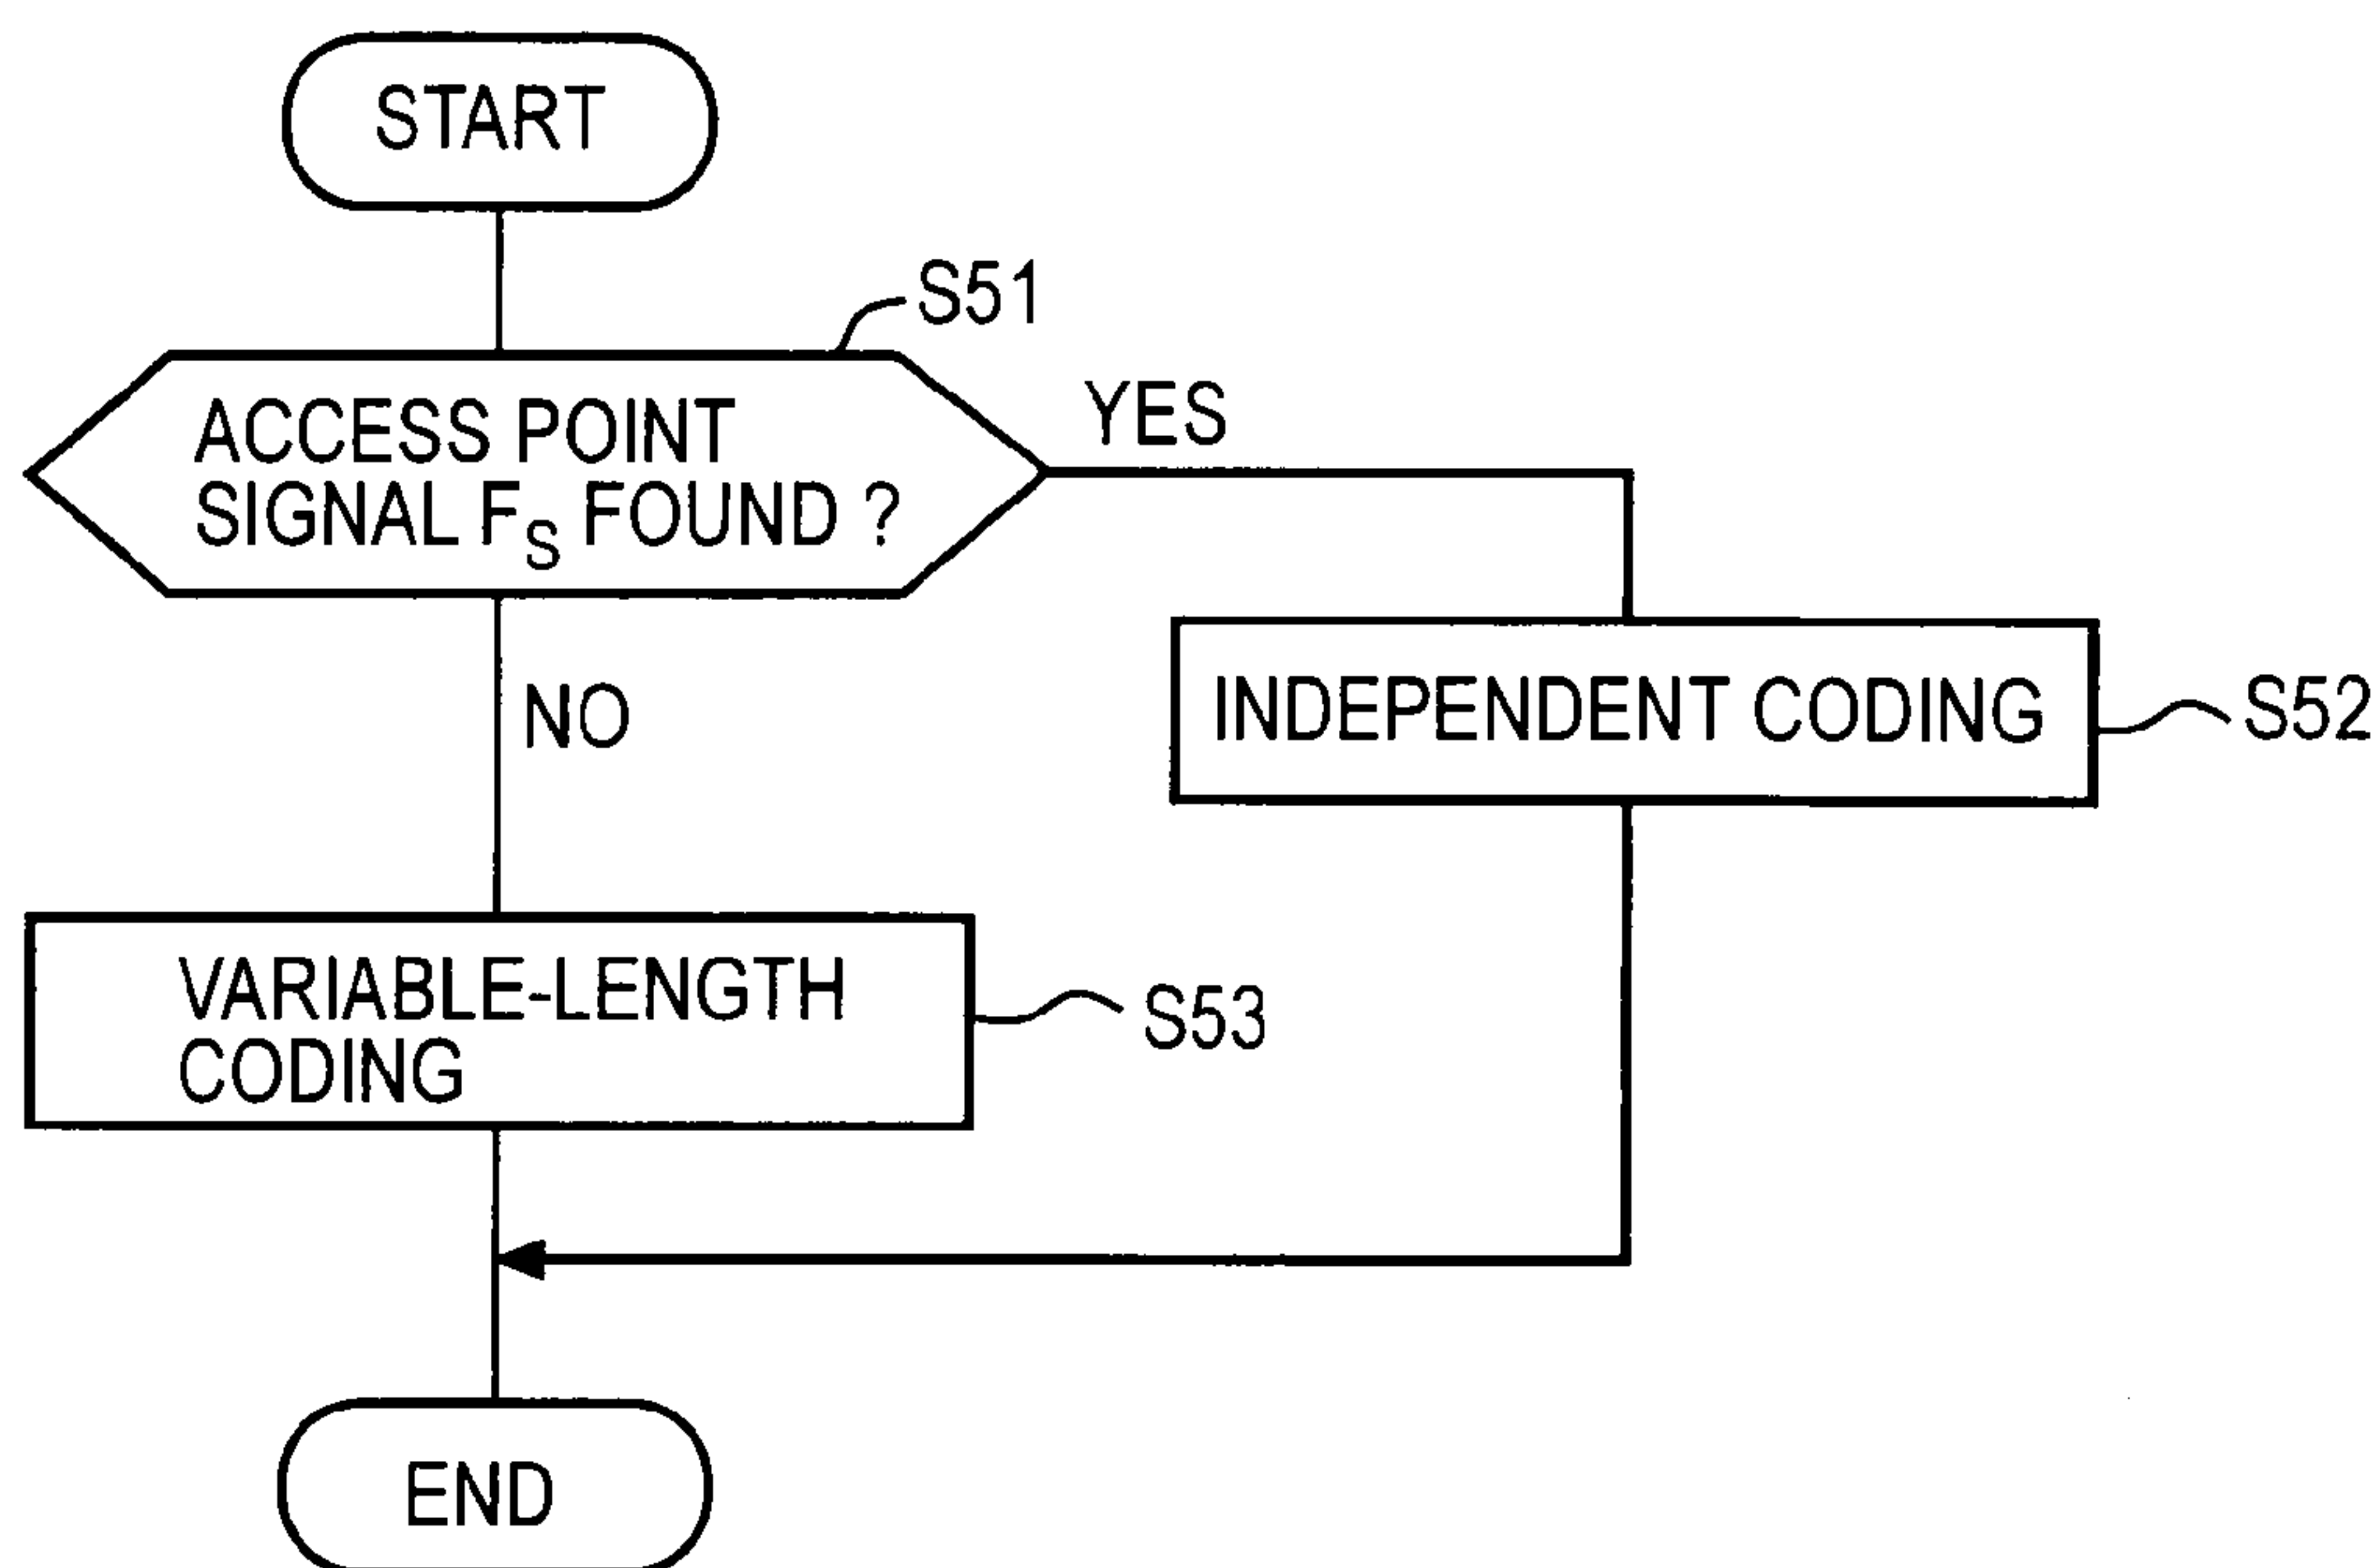 START
S51
ACCESS POINT
SIGNAL FS FOUND ?
YES
NO
INDEPENDENT CODING
S52
VARIABLE-LENGTH
CODING
S53
END